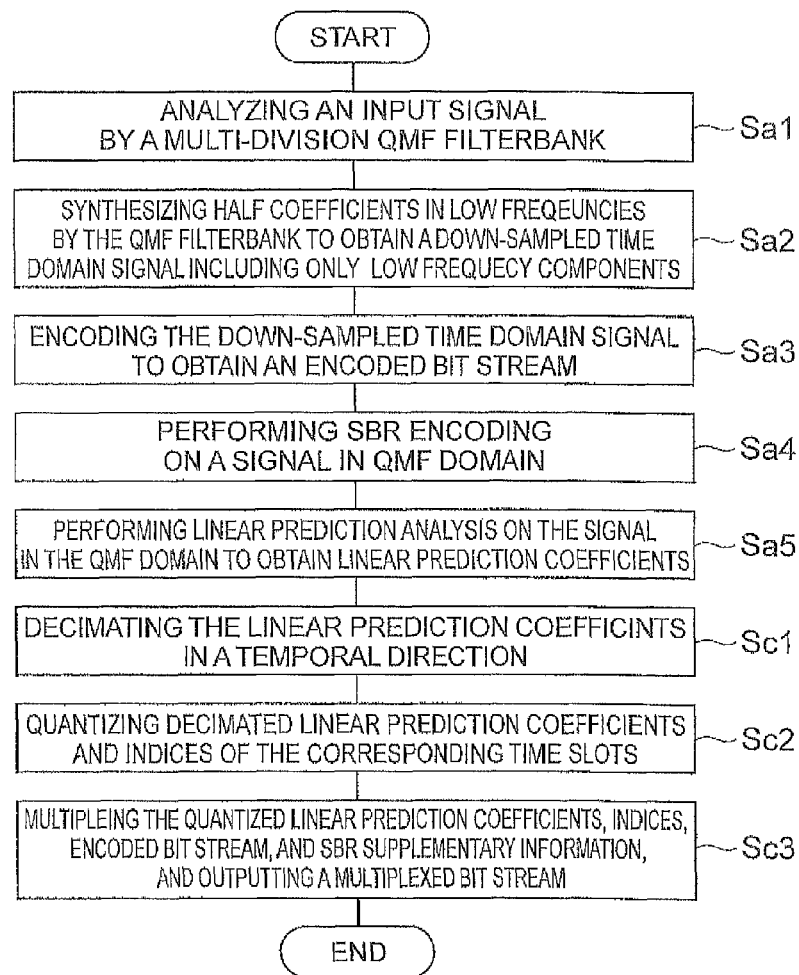 START
ANALYZING AN INPUT SIGNAL
BY A MULTI-DIVISION QMF FILTERBANK
Sa1
SYNTHESIZING HALF COEFFICIENTS IN LOW FREQEUNCIES
BY THE QMF FILTERBANK TO OBTAIN A DOWN-SAMPLED TIME
DOMAIN SIGNAL INCLUDING ONLY LOW FREQUECY COMPONENTS
Sa2
ENCODING THE DOWN-SAMPLED TIME DOMAIN SIGNAL
TO OBTAIN AN ENCODED BIT STREAM
Sa3
PERFORMING SBR ENCODING
ON A SIGNAL IN QMF DOMAIN
Sa4
PERFORMING LINEAR PREDICTION ANALYSIS ON THE SIGNAL
IN THE QMF DOMAIN TO OBTAIN LINEAR PREDICTION COEFFICIENTS
Sa5
DECIMATING THE LINEAR PREDICTION COEFFICINTS
IN A TEMPORAL DIRECTION
Sc1
QUANTIZING DECIMATED LINEAR PREDICTION COEFFICIENTS
AND INDICES OF THE CORRESPONDING TIME SLOTS
Sc2
MULTIPLEING THE QUANTIZED LINEAR PREDICTION COEFFICIENTS, INDICES,
ENCODED BIT STREAM, AND SBR SUPPLEMENTARY INFORMATION,
AND OUTPUTTING A MULTIPLEXED BIT STREAM
Sc3
END